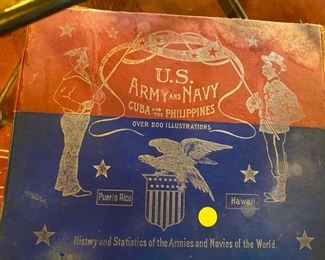 U.S.
ARMY AND NAVY
CUBA AND THE PHILIPPINES
OVER 200 ILLUSTRATIONS
Puerto Rico
Hawaii
History and Statistics of the Armies and Navies of the World.